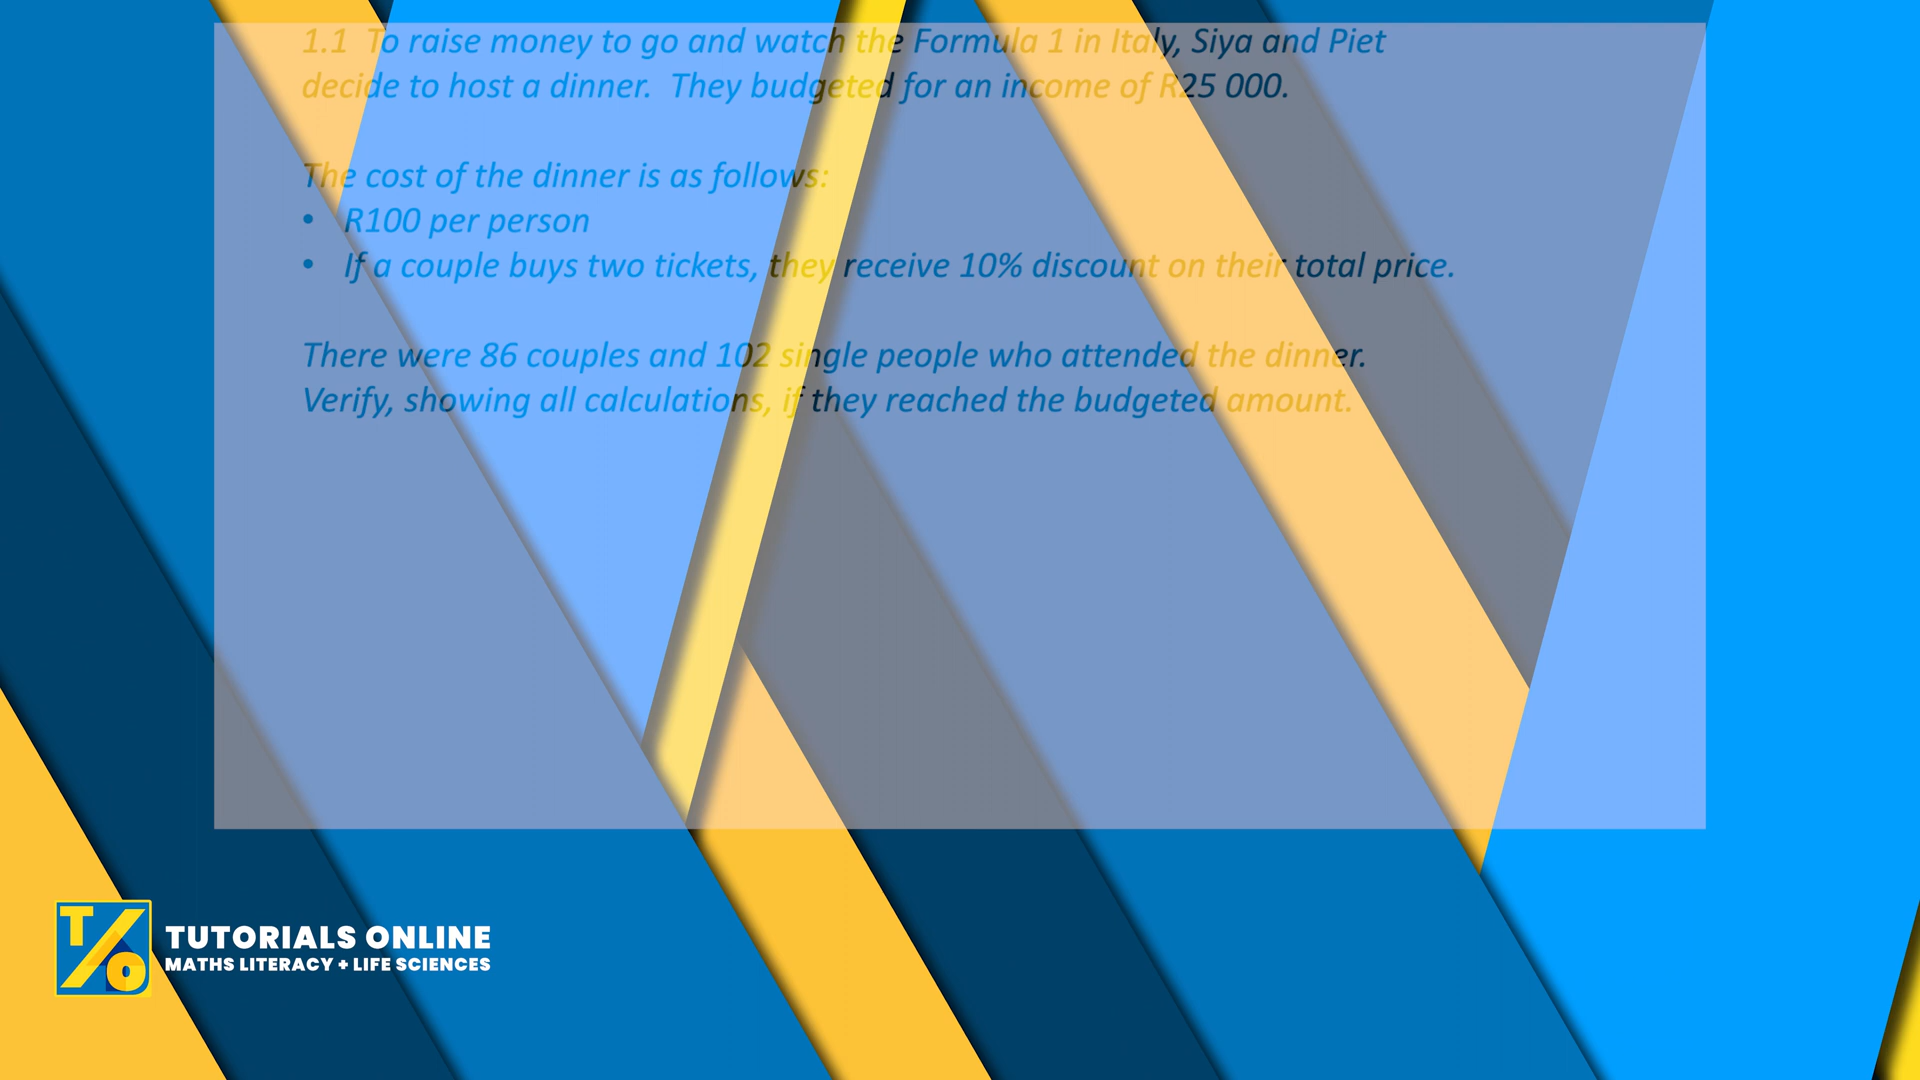 1.1 To raise money to go and watch the Formula 1 in Italy, Siya and Piet
decide to host a dinner. They budgeted for an income of R25 000.
The cost of the dinner is as follows:
• R100 per person
• If a couple buys two tickets, they receive 10% discount on their total price.
There were 86 couples and 102 single people who attended the dinner.
Verify, showing all calculations, if they reached the budgeted amount.
T/O
TUTORIALS ONLINE
MATHS LITERACY + LIFE SCIENCES